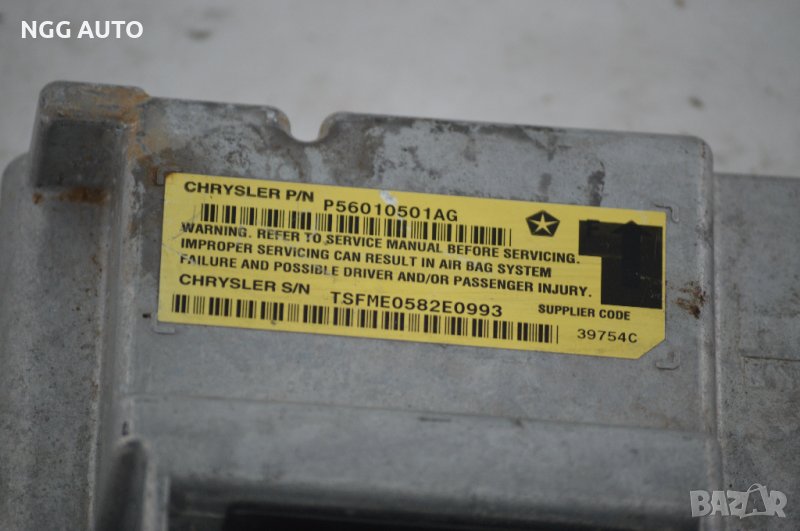 NGG AUTO
CHRYSLER P/N P56010501AG
WARNING. REFER TO SERVICE MANUAL BEFORE SERVICING.
IMPROPER SERVICING CAN RESULT IN AIR BAG SYSTEM
FAILURE AND POSSIBLE DRIVER AND/OR PASSENGER INJURY.
CHRYSLER S/N TSFME0582E0993 SUPPLIER CODE
39754C
BAZAR